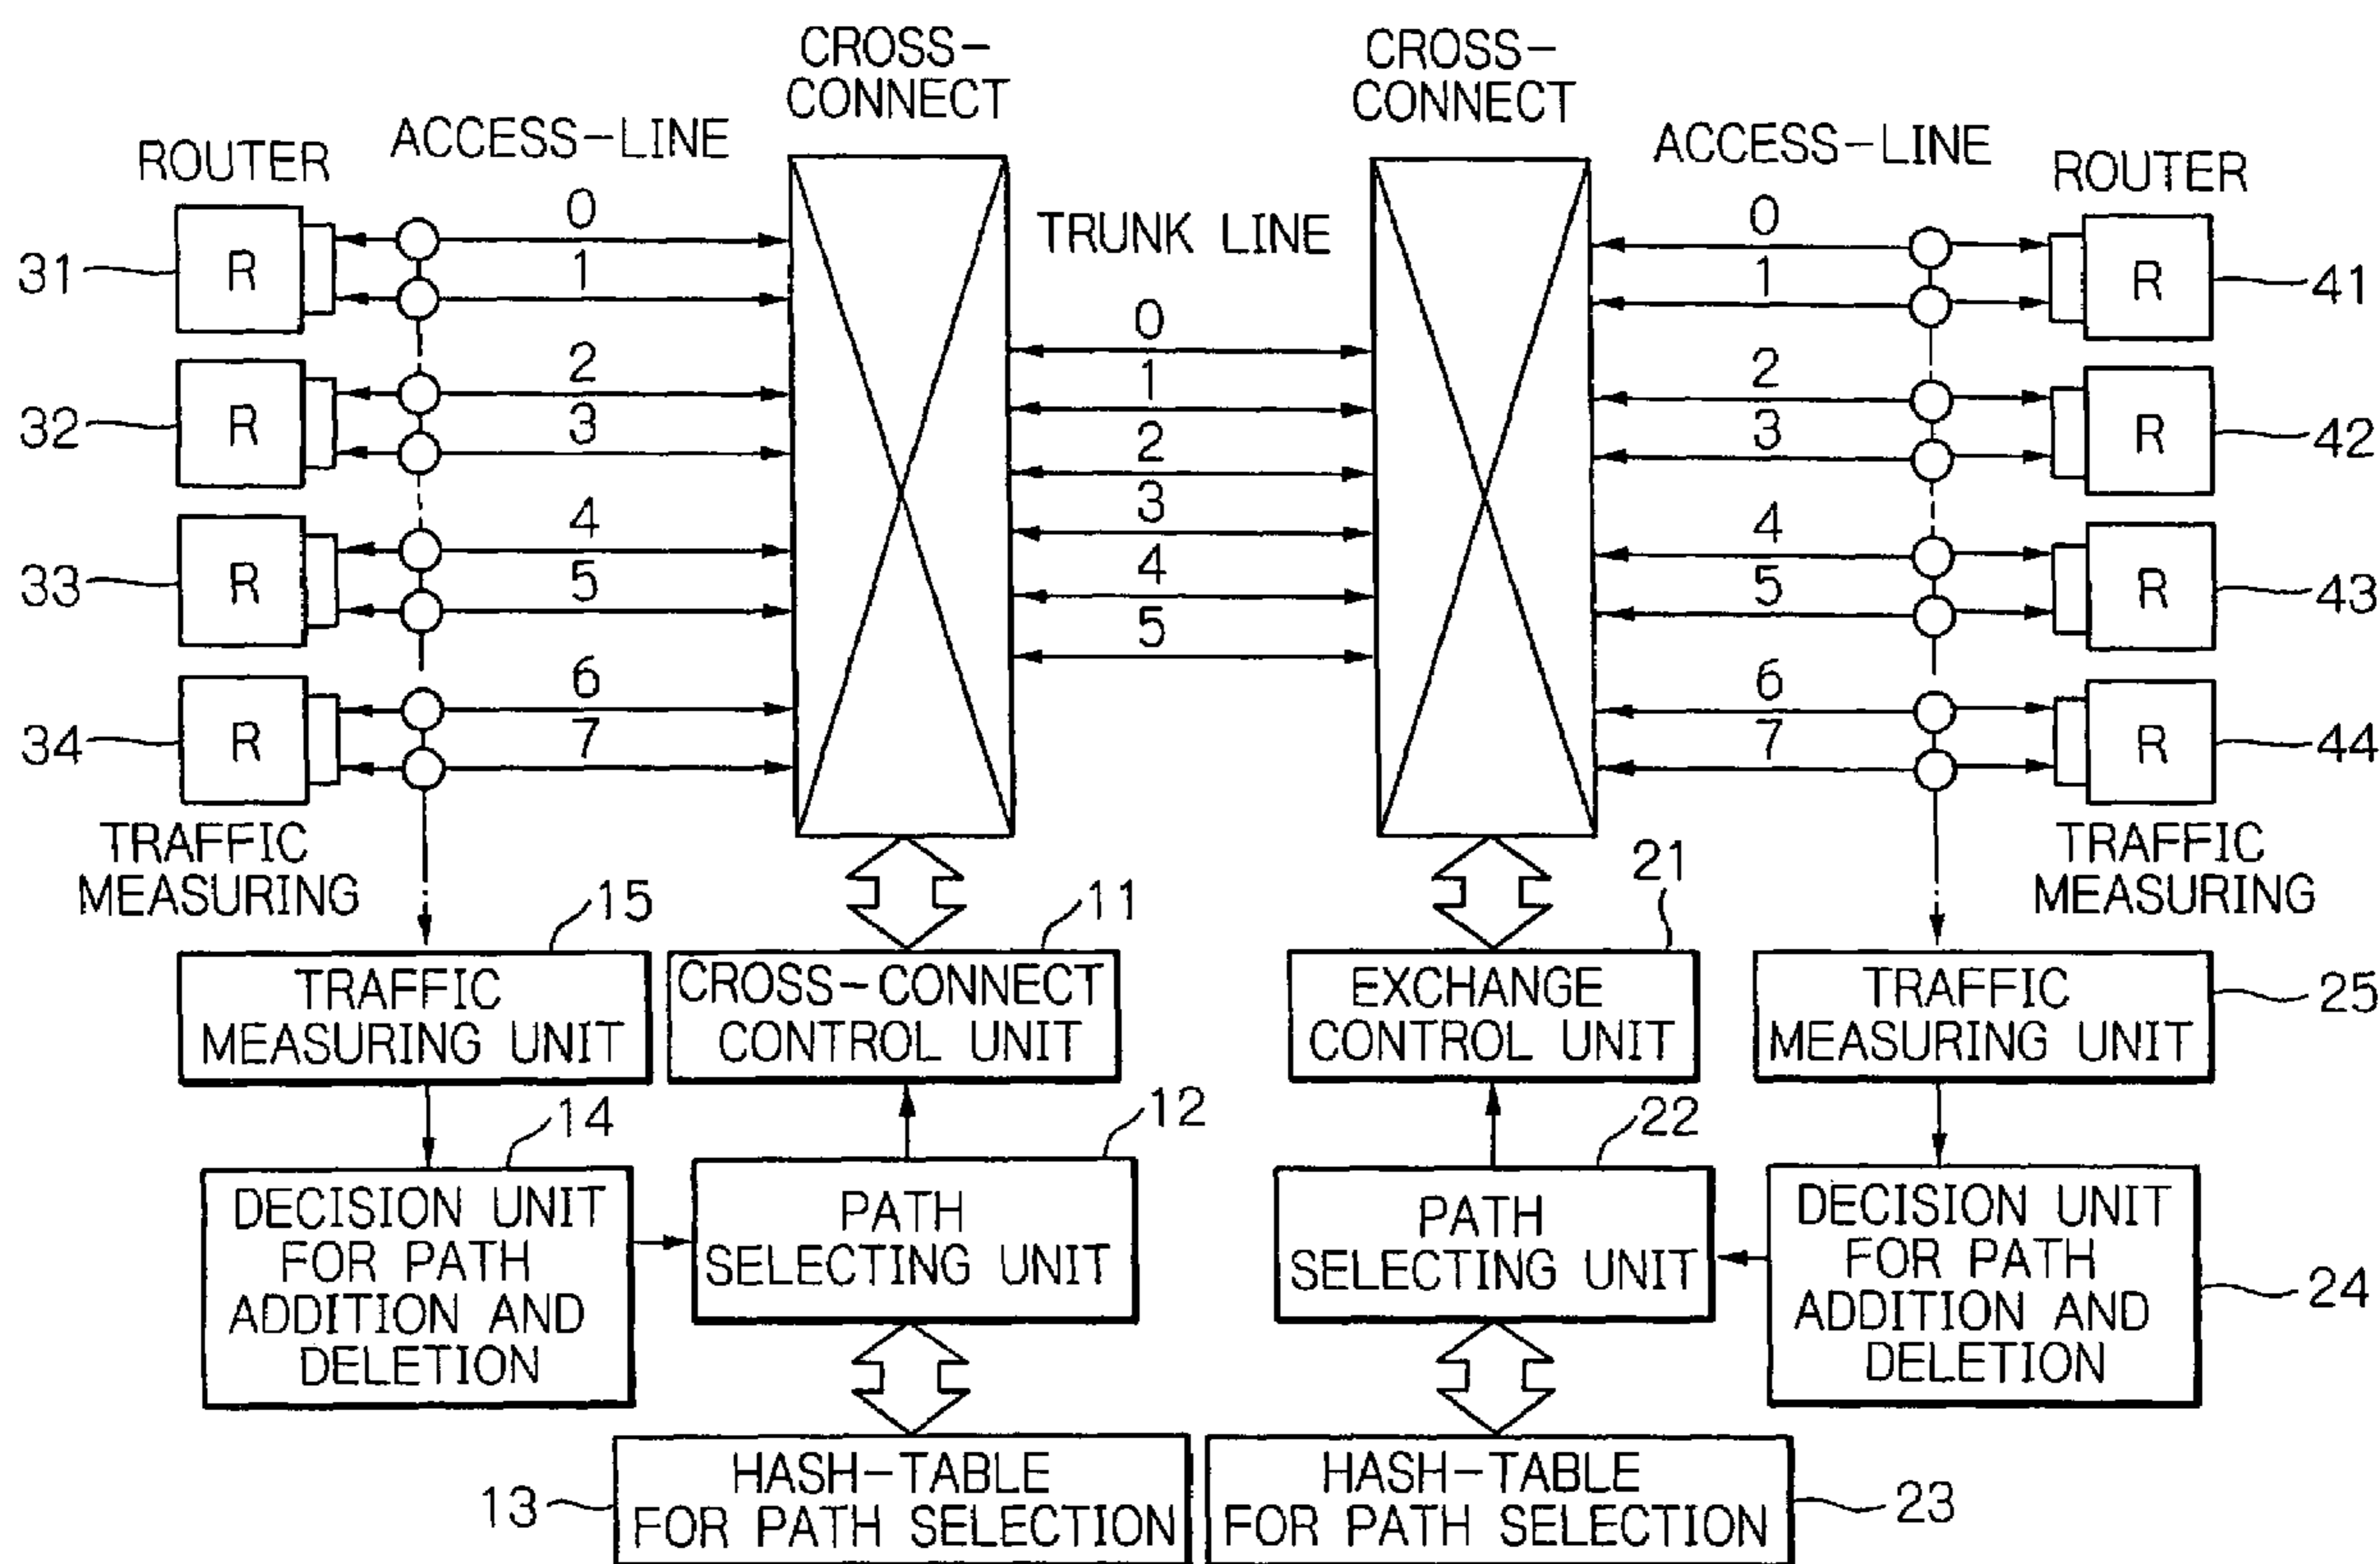 CROSS-
CONNECT
CROSS-
CONNECT
ROUTER
ACCESS-LINE
TRUNK LINE
ACCESS-LINE
ROUTER
31
R
0
1
32
R
2
3
33
R
4
5
34
R
6
7
0
1
2
3
4
5
0
1
R
41
2
3
R
42
4
5
R
43
6
7
R
44
TRAFFIC
MEASURING
TRAFFIC
MEASURING
15
TRAFFIC
MEASURING UNIT
11
CROSS-CONNECT
CONTROL UNIT
21
EXCHANGE
CONTROL UNIT
TRAFFIC
MEASURING UNIT
25
14
DECISION UNIT
FOR PATH
ADDITION AND
DELETION
12
PATH
SELECTING UNIT
22
PATH
SELECTING UNIT
DECISION UNIT
FOR PATH
ADDITION AND
DELETION
24
13
HASH-TABLE
FOR PATH SELECTION
HASH-TABLE
FOR PATH SELECTION
23